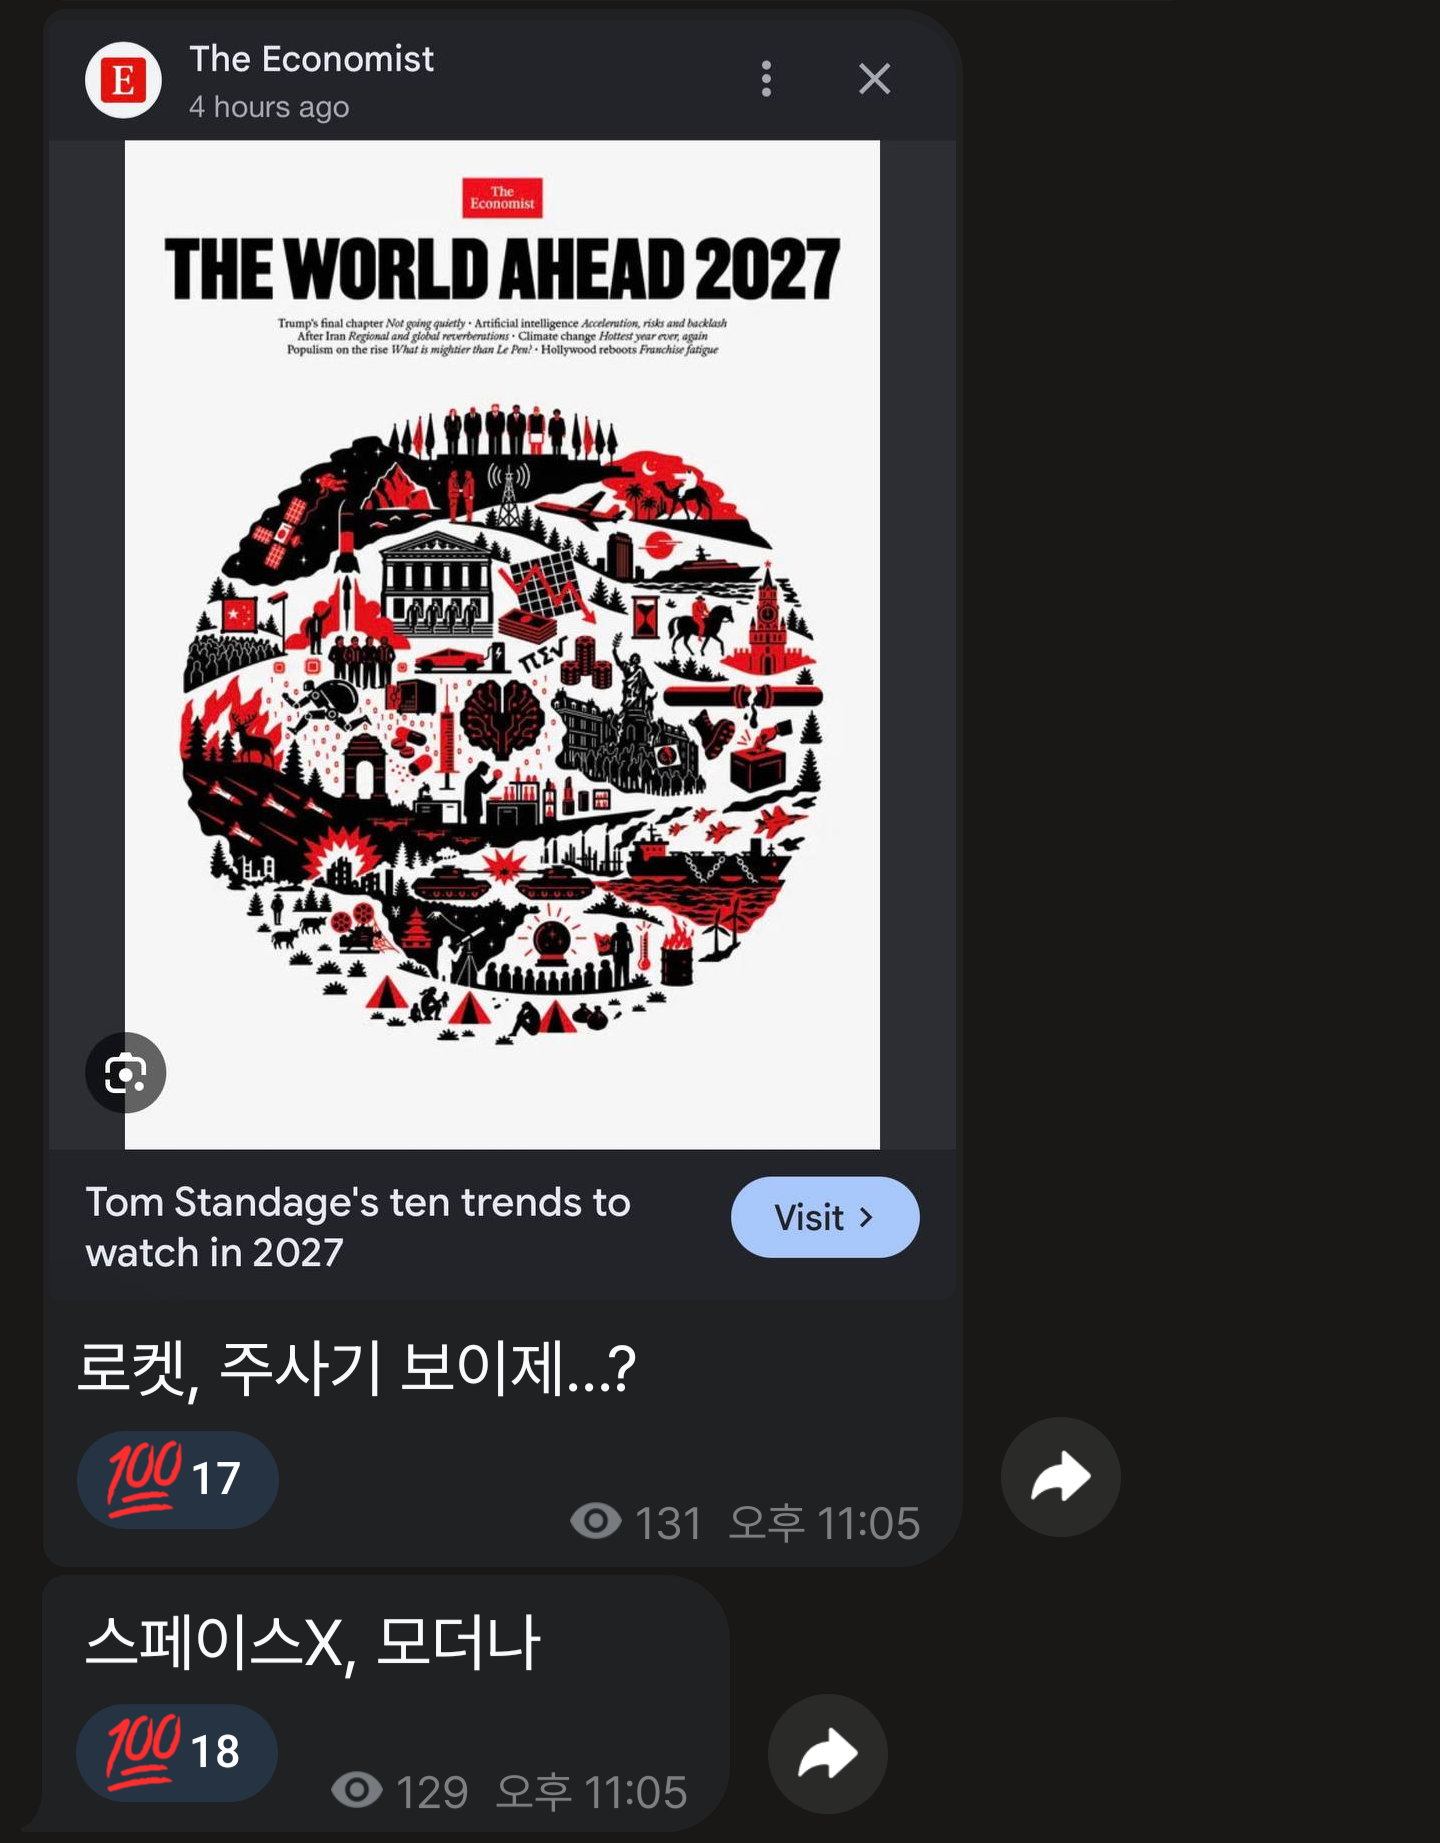 The Economist
4 hours ago
The
Economist
THE WORLD AHEAD 2027
Trump's final chapter Not going quietly • Artificial intelligence Acceleration, risks and backlash
After Iran Regional and global reverberations • Climate change Hottest year ever, again
Populism on the rise What is mightier than Le Pen? • Hollywood reboots Franchise fatigue
ΠΣ√
¥
Tom Standage's ten trends to
watch in 2027
Visit >
로켓, 주사기 보이제...?
💯 17
131 오후 11:05
스페이스X, 모더나
💯 18
129 오후 11:05